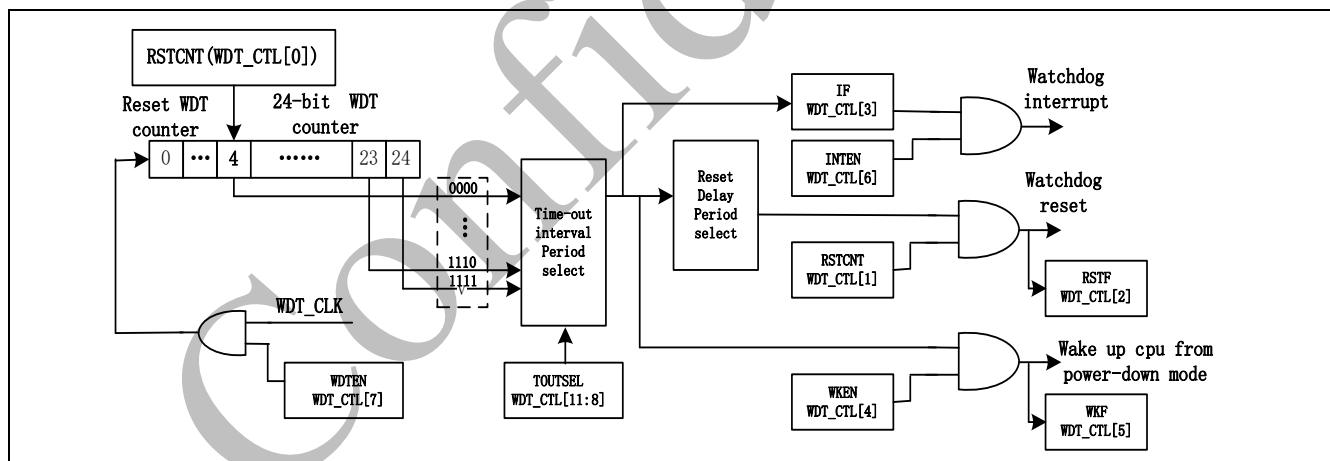 RSTCNT(WDT_CTL[0])
Reset WDT
counter
24-bit WDT
counter
0 ··· 4 ······ 23 24
0000
⋮
1110
1111
Time-out
interval
Period
select
WDT_CLK
WDTEN
WDT_CTL[7]
TOUTSEL
WDT_CTL[11:8]
Reset
Delay
Period
select
IF
WDT_CTL[3]
INTEN
WDT_CTL[6]
Watchdog
interrupt
RSTCNT
WDT_CTL[1]
Watchdog
reset
RSTF
WDT_CTL[2]
WKEN
WDT_CTL[4]
Wake up cpu from
power-down mode
WKF
WDT_CTL[5]
Confid